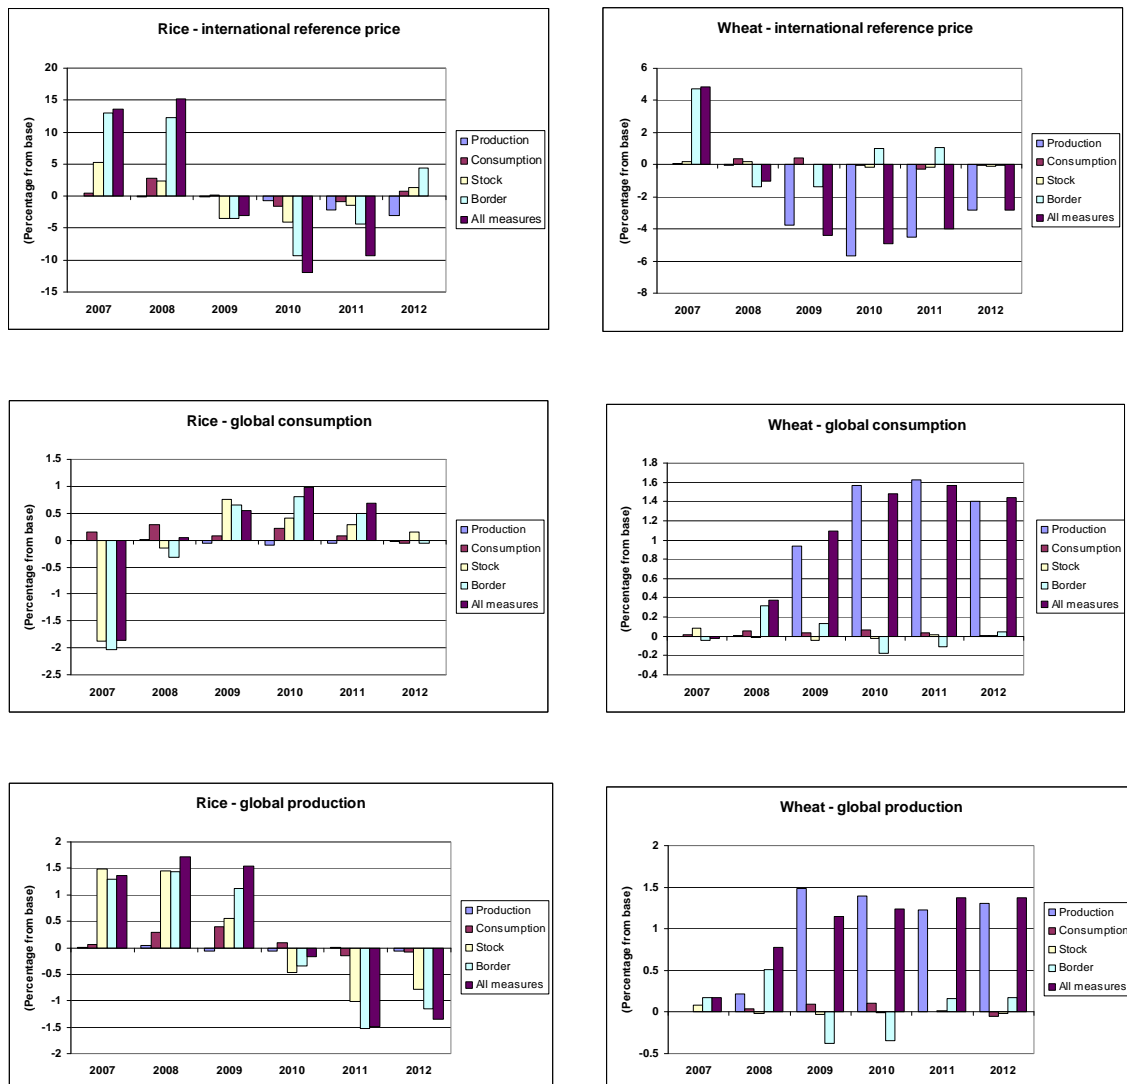 Rice - international reference price
(Percentage from base)
20
15
10
5
0
-5
-10
-15
2007 2008 2009 2010 2011 2012
Production
Consumption
Stock
Border
All measures
Wheat - international reference price
(Percentage from base)
6
4
2
0
-2
-4
-6
-8
2007 2008 2009 2010 2011 2012
Production
Consumption
Stock
Border
All measures
Rice - global consumption
(Percentage from base)
1.5
1
0.5
0
-0.5
-1
-1.5
-2
-2.5
2007 2008 2009 2010 2011 2012
Production
Consumption
Stock
Border
All measures
Wheat - global consumption
(Percentage from base)
1.8
1.6
1.4
1.2
1
0.8
0.6
0.4
0.2
0
-0.2
-0.4
2007 2008 2009 2010 2011 2012
Production
Consumption
Stock
Border
All measures
Rice - global production
(Percentage from base)
2
1.5
1
0.5
0
-0.5
-1
-1.5
-2
2007 2008 2009 2010 2011 2012
Production
Consumption
Stock
Border
All measures
Wheat - global production
(Percentage from base)
2
1.5
1
0.5
0
-0.5
2007 2008 2009 2010 2011 2012
Production
Consumption
Stock
Border
All measures